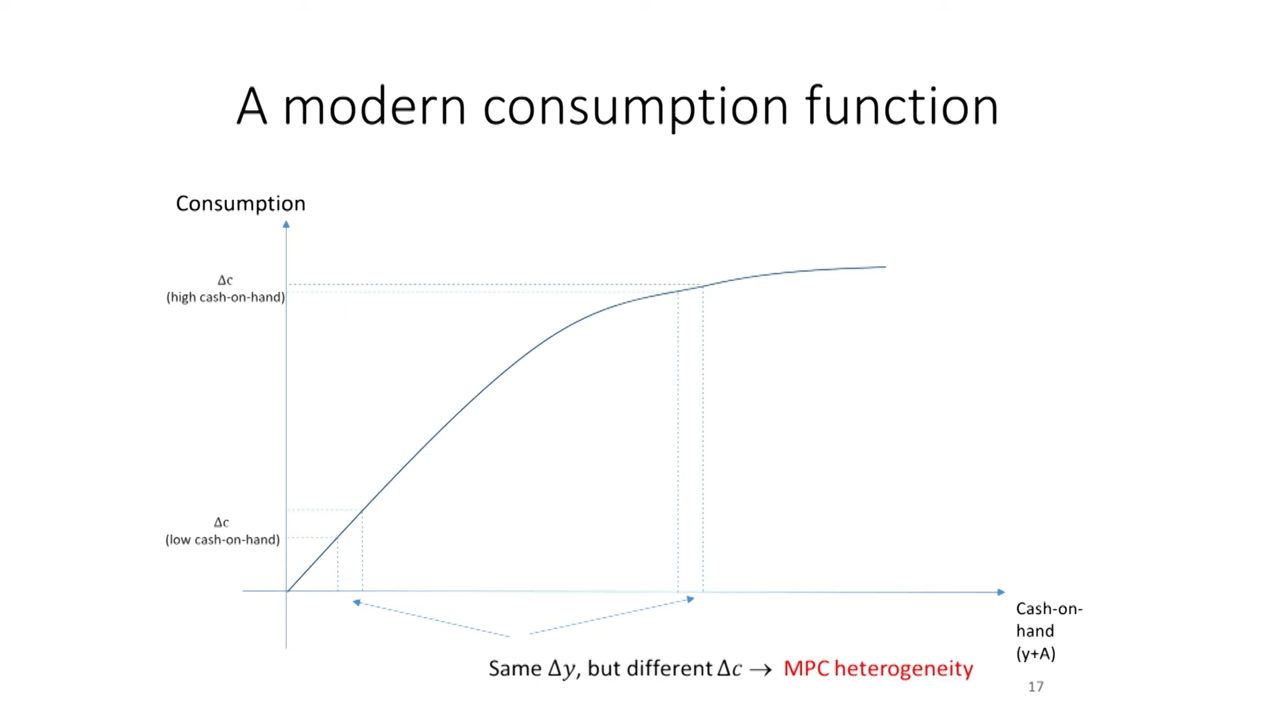 A modern consumption function
Consumption
Δc
(high cash-on-hand)
Δc
(low cash-on-hand)
Cash-on-
hand
(y+A)
Same Δy, but different Δc → MPC heterogeneity
17